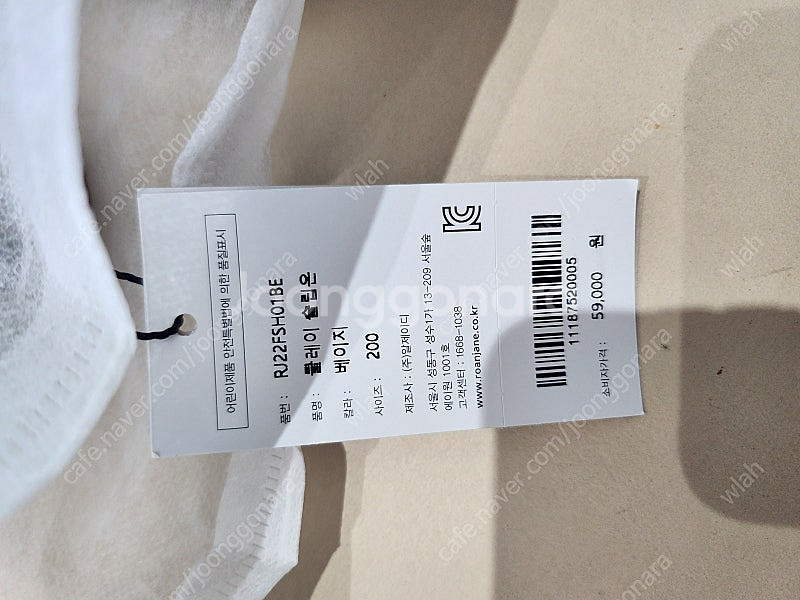 어린이제품 안전특별법에 의한 품질표시
품번 : RJ22FSH01BE
품명 : 플레이 슬립온
칼라 : 베이지
사이즈 : 200
제조사 : (주)알제이디
서울시 성동구 성수1가 13-209 서울숲
에이원 1001호
고객센터 : 1668-1038
www.roanjane.co.kr
KC
11187520005
소비자가격 : 59,000 원
joonggonara
cafe.naver.com/joonggonara
wlah